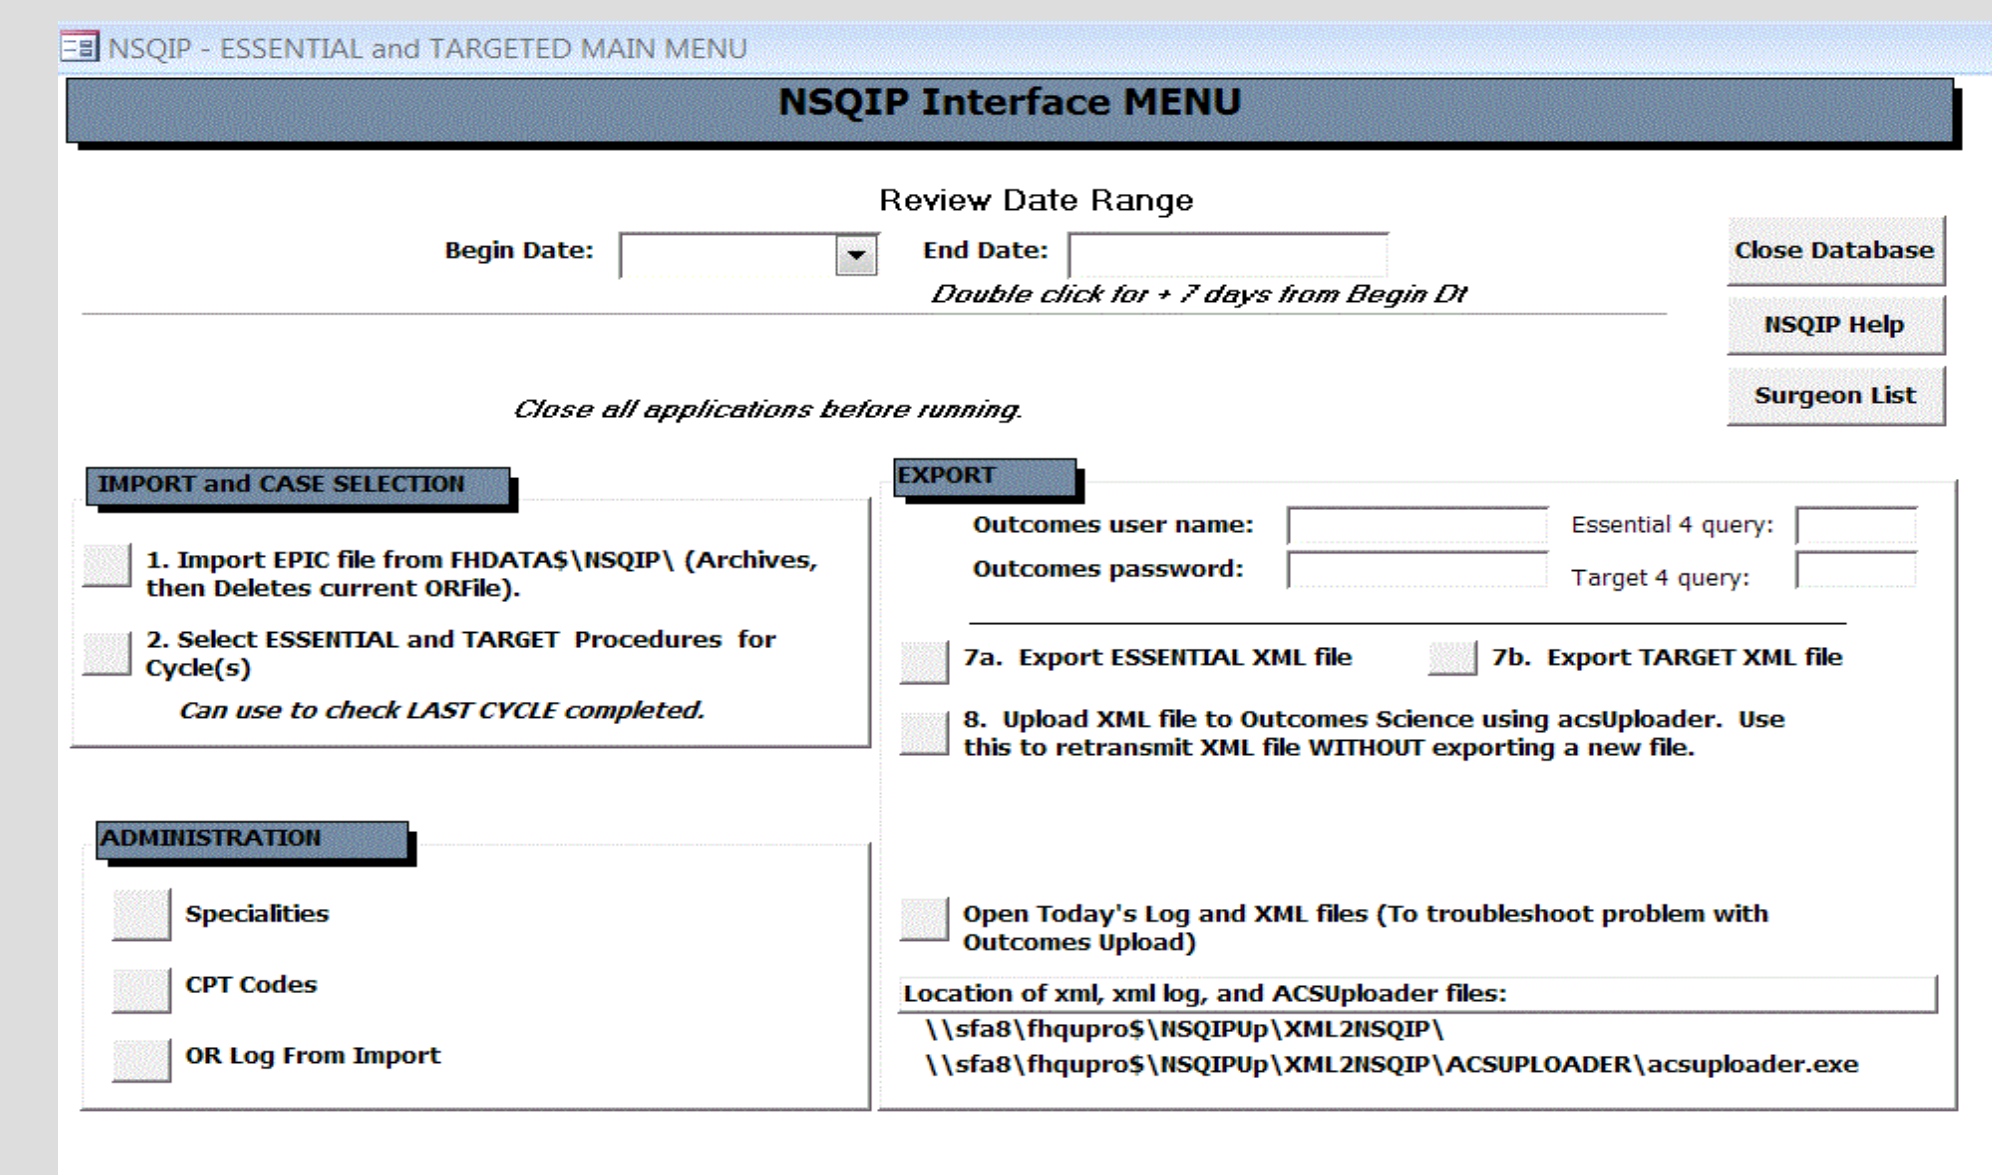 NSQIP - ESSENTIAL and TARGETED MAIN MENU
NSQIP Interface MENU
Review Date Range
Begin Date:
End Date:
Double click for + 7 days from Begin Dt
Close Database
NSQIP Help
Surgeon List
Close all applications before running.
IMPORT and CASE SELECTION
1. Import EPIC file from FHDATA$\NSQIP\ (Archives,
then Deletes current ORFile).
2. Select ESSENTIAL and TARGET Procedures for
Cycle(s)
Can use to check LAST CYCLE completed.
ADMINISTRATION
Specialities
CPT Codes
OR Log From Import
EXPORT
Outcomes user name:
Essential 4 query:
Outcomes password:
Target 4 query:
7a. Export ESSENTIAL XML file
7b. Export TARGET XML file
8. Upload XML file to Outcomes Science using acsUploader. Use
this to retransmit XML file WITHOUT exporting a new file.
Open Today's Log and XML files (To troubleshoot problem with
Outcomes Upload)
Location of xml, xml log, and ACSUploader files:
\\sfa8\fhqupro$\NSQIPUp\XML2NSQIP\
\\sfa8\fhqupro$\NSQIPUp\XML2NSQIP\ACSUPLOADER\acsuploader.exe